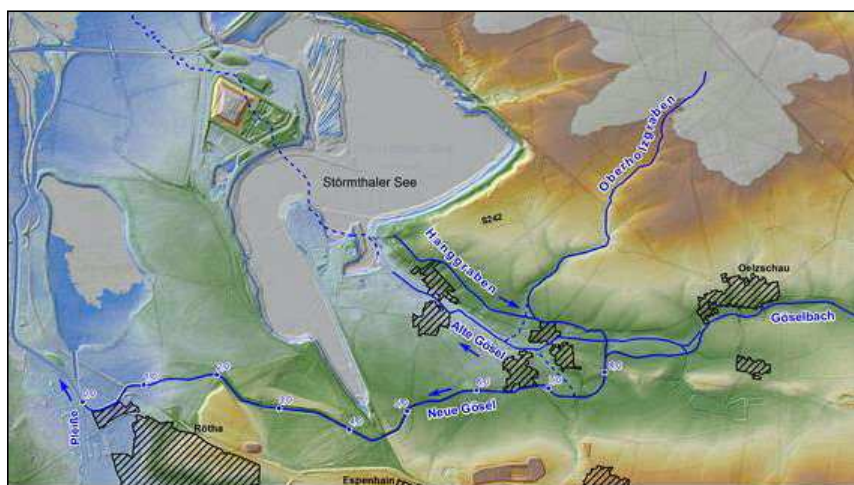 Störmthaler See
Oberholzgraben
S242
Hanggraben
Oelzschau
Göselbach
Alte Gösel
Neue Gösel
Pleiße
Rötha
Espenhain